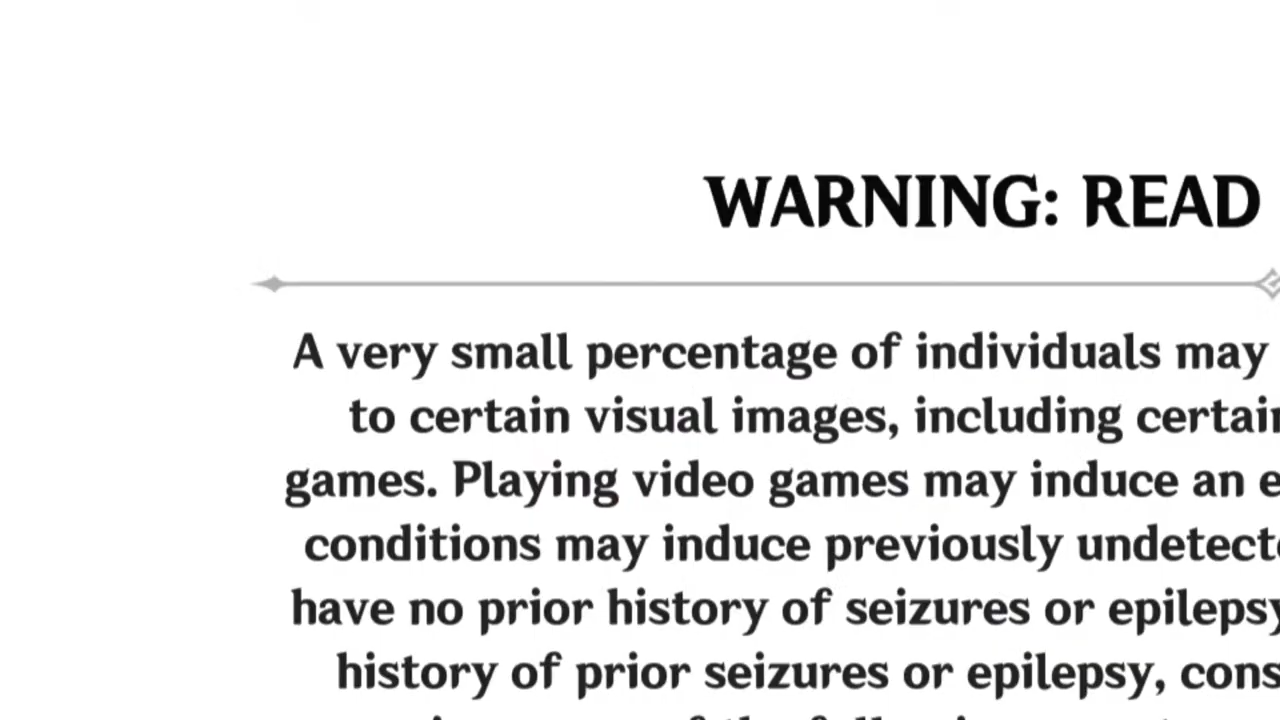 WARNING: READ
A very small percentage of individuals may
to certain visual images, including certain
games. Playing video games may induce an e
conditions may induce previously undetecte
have no prior history of seizures or epilepsy
history of prior seizures or epilepsy, cons